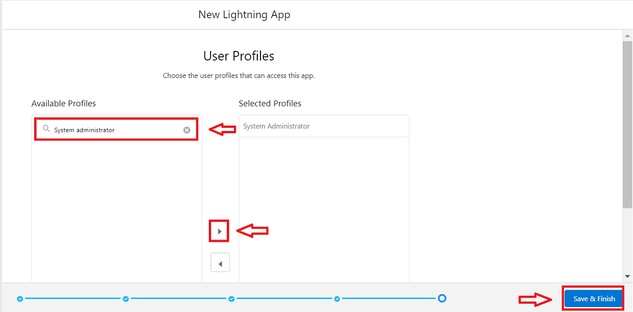 New Lightning App
User Profiles
Choose the user profiles that can access this app.
Available Profiles
Selected Profiles
System administrator
System Administrator
Save & Finish